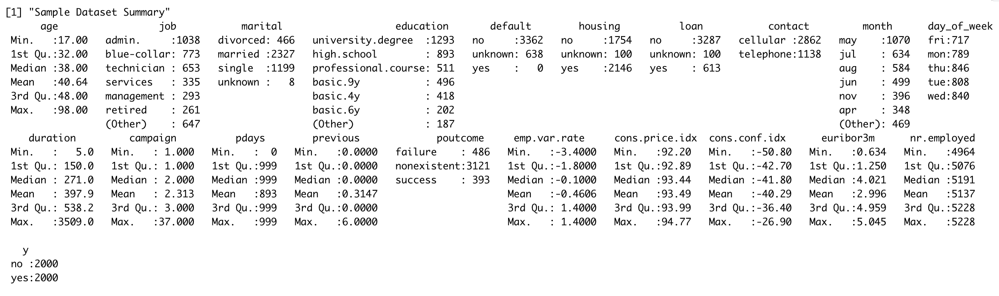 [1] "Sample Dataset Summary"
      age                 job           marital                   education       default        housing          loan           contact         month      day_of_week
 Min.   :17.00   admin.     :1038   divorced: 466   university.degree  :1293   no     :3362   no     :1754   no     :3287   cellular :2862   may    :1070   fri:717
 1st Qu.:32.00   blue-collar: 773   married :2327   high.school        : 893   unknown: 638   unknown: 100   unknown: 100   telephone:1138   jul    : 634   mon:789
 Median :38.00   technician : 653   single  :1199   professional.course: 511   yes    :   0   yes    :2146   yes    : 613                    aug    : 584   thu:846
 Mean   :40.64   services   : 335   unknown :   8   basic.9y           : 496                                                                 jun    : 499   tue:808
 3rd Qu.:48.00   management : 293                   basic.4y           : 418                                                                 nov    : 396   wed:840
 Max.   :98.00   retired    : 261                   basic.6y           : 202                                                                 apr    : 348
                 (Other)    : 647                   (Other)            : 187                                                                 (Other): 469
    duration         campaign          pdays        previous             poutcome     emp.var.rate     cons.price.idx  cons.conf.idx      euribor3m      nr.employed
 Min.   :   5.0   Min.   : 1.000   Min.   :  0   Min.   :0.0000   failure    : 486   Min.   :-3.4000   Min.   :92.20   Min.   :-50.80   Min.   :0.634   Min.   :4964
 1st Qu.: 150.0   1st Qu.: 1.000   1st Qu.:999   1st Qu.:0.0000   nonexistent:3121   1st Qu.:-1.8000   1st Qu.:92.89   1st Qu.:-42.70   1st Qu.:1.250   1st Qu.:5076
 Median : 271.0   Median : 2.000   Median :999   Median :0.0000   success    : 393   Median :-0.1000   Median :93.44   Median :-41.80   Median :4.021   Median :5191
 Mean   : 397.9   Mean   : 2.313   Mean   :893   Mean   :0.3147                      Mean   :-0.4606   Mean   :93.49   Mean   :-40.29   Mean   :2.996   Mean   :5137
 3rd Qu.: 538.2   3rd Qu.: 3.000   3rd Qu.:999   3rd Qu.:0.0000                      3rd Qu.: 1.4000   3rd Qu.:93.99   3rd Qu.:-36.40   3rd Qu.:4.959   3rd Qu.:5228
 Max.   :3509.0   Max.   :37.000   Max.   :999   Max.   :6.0000                      Max.   : 1.4000   Max.   :94.77   Max.   :-26.90   Max.   :5.045   Max.   :5228
   y
 no :2000
 yes:2000